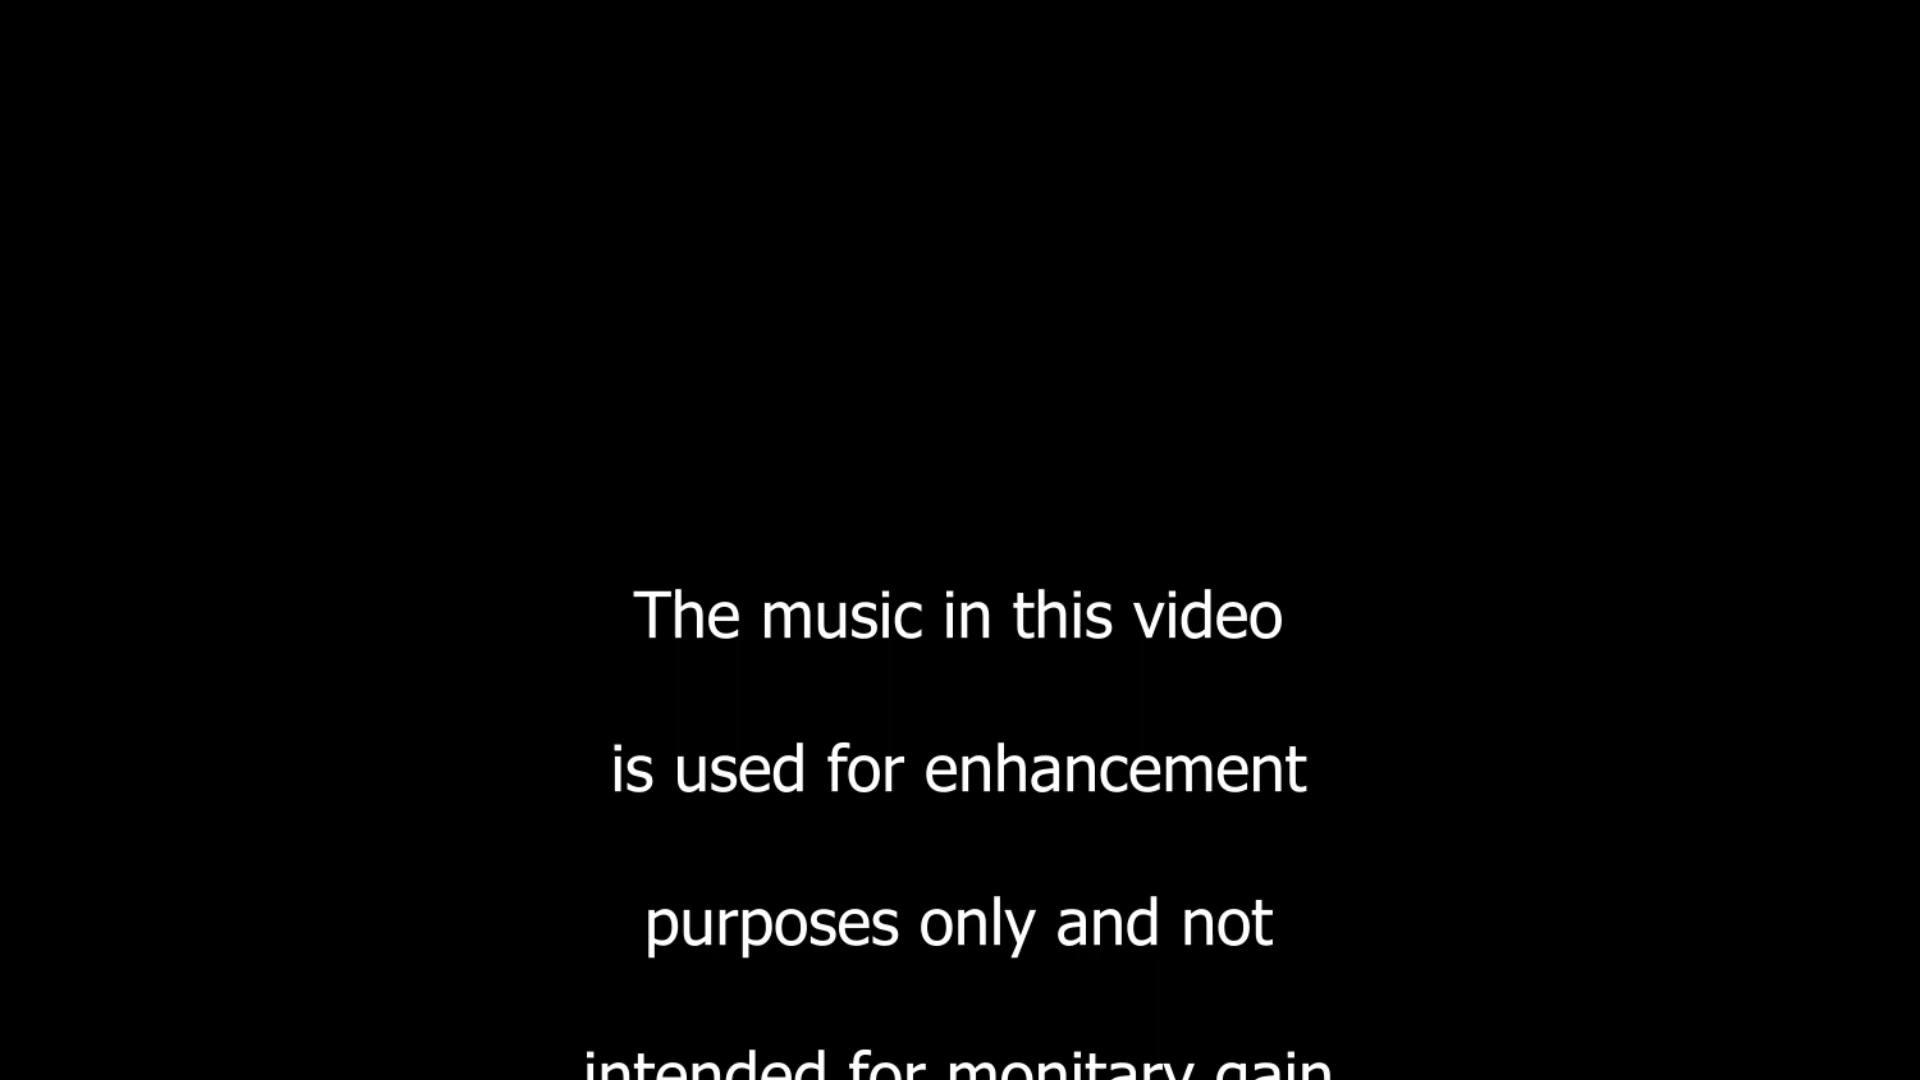 The music in this video
is used for enhancement
purposes only and not
intended for monitary gain